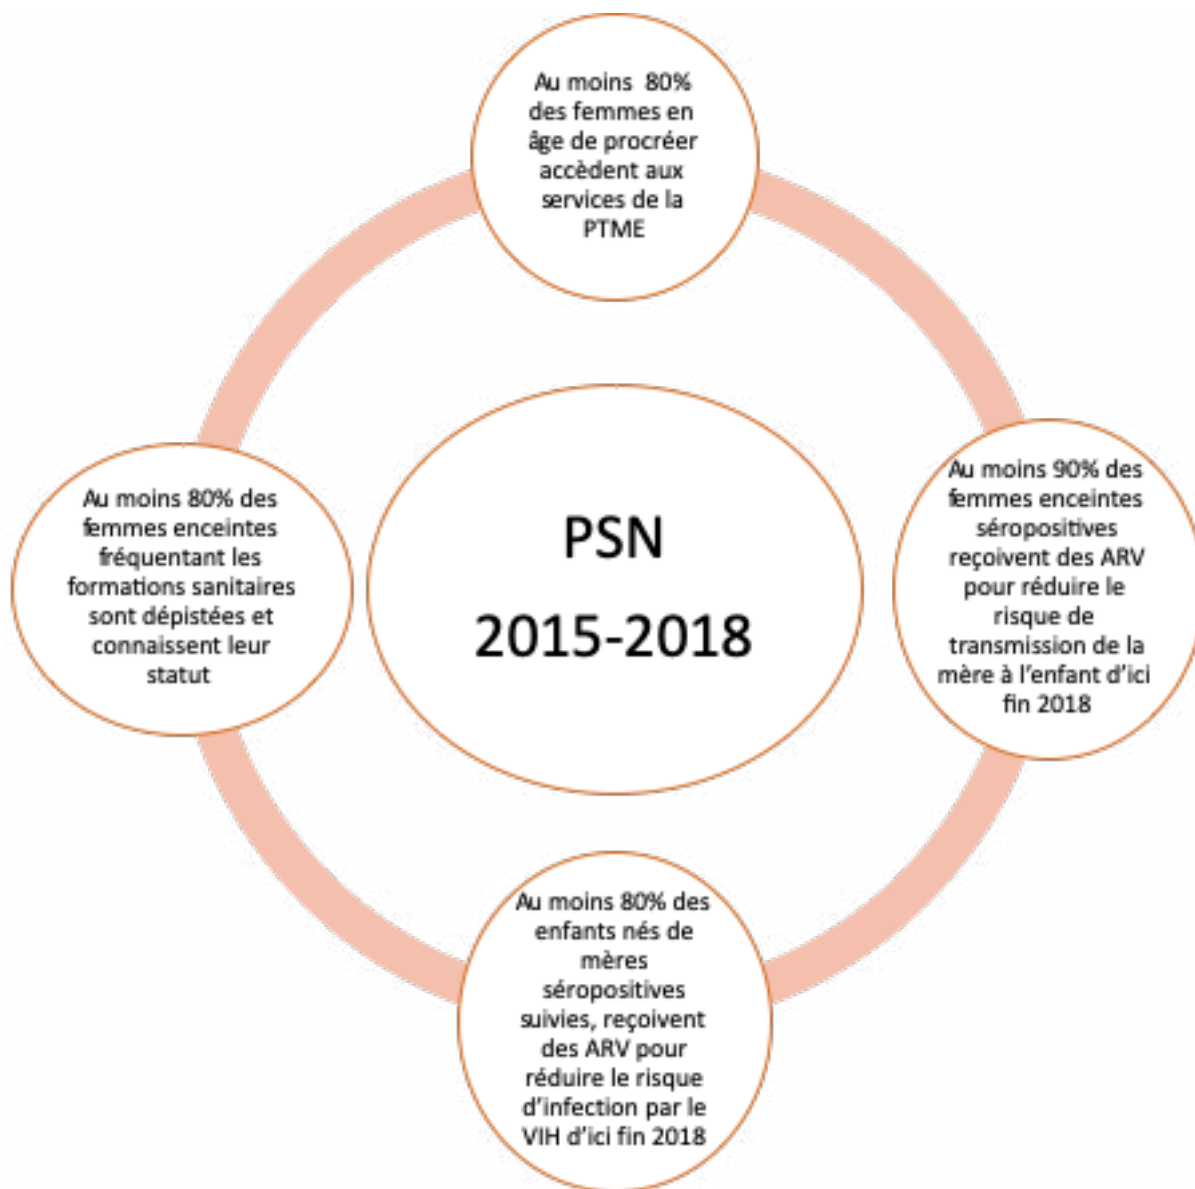 Au moins 80%
des femmes en
âge de procréer
accèdent aux
services de la
PTME
Au moins 90% des
femmes enceintes
séropositives
reçoivent des ARV
pour réduire le
risque de
transmission de la
mère à l'enfant d'ici
fin 2018
Au moins 80% des
enfants nés de
mères
séropositives
suivies, reçoivent
des ARV pour
réduire le risque
d'infection par le
VIH d'ici fin 2018
Au moins 80% des
femmes enceintes
fréquentant les
formations sanitaires
sont dépistées et
connaissent leur
statut
PSN
2015-2018